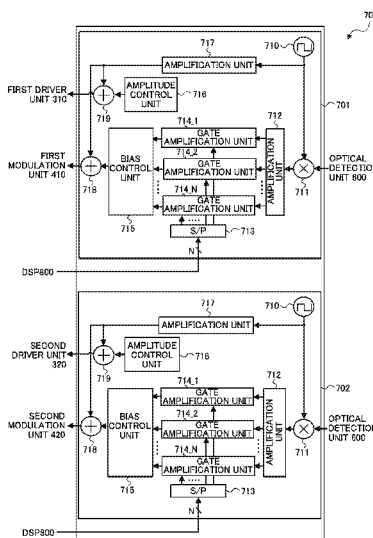 70
717
710
AMPLIFICATION UNIT
FIRST DRIVER
UNIT 310
719
AMPLITUDE
CONTROL
UNIT
716
701
714_1
GATE
AMPLIFICATION UNIT
712
FIRST
MODULATION
UNIT 410
718
BIAS
CONTROL
UNIT
714_2
GATE
AMPLIFICATION UNIT
AMPLIFICATION
UNIT
711
OPTICAL
DETECTIO
UNIT 600
714_N
GATE
AMPLIFICATION UNIT
715
S/P
713
N
DSP800
717
710
AMPLIFICATION UNIT
SECOND
DRIVER UNIT
320
719
AMPLITUDE
CONTROL
UNIT
716
702
714_1
GATE
AMPLIFICATION UNIT
712
SECOND
MODULATION
UNIT 420
718
BIAS
CONTROL
UNIT
714_2
GATE
AMPLIFICATION UNIT
AMPLIFICATION
UNIT
711
OPTICAL
DETECTIO
UNIT 600
714_N
GATE
AMPLIFICATION UNIT
715
S/P
713
N
DSP800